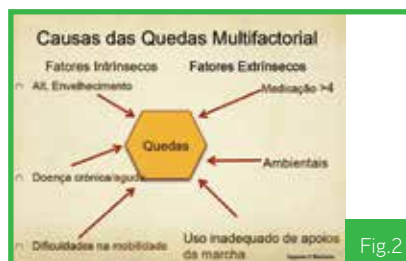 Causas das Quedas Multifactorial
Fatores Intrínsecos Fatores Extrínsecos
Alt. Envelhecimento
Medicação >4
Quedas
Doença crónica/aguda
Ambientais
Dificuldades na mobilidade
Uso inadequado de apoios
da marcha
Fig.2